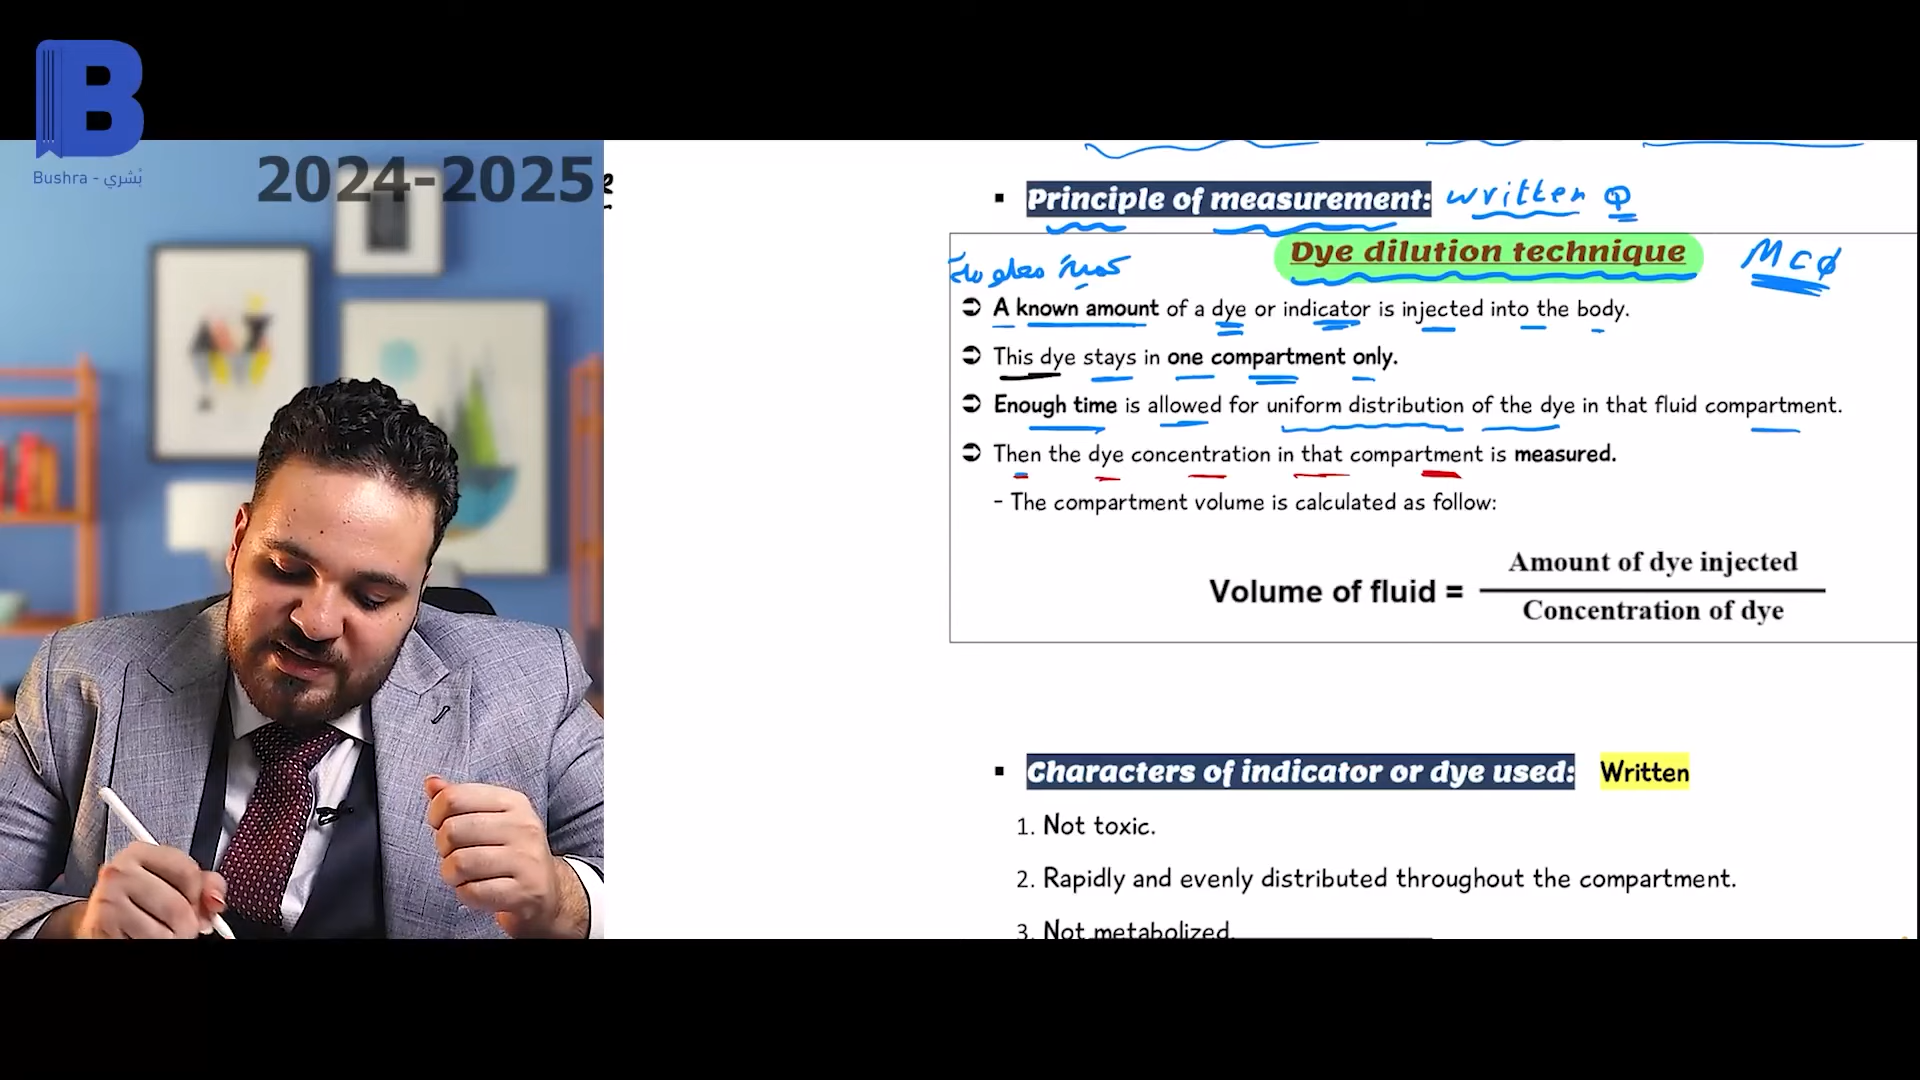 B
Bushra - بُشري
2024-2025
▪ Principle of measurement: written Q
Dye dilution technique MCQ
كمية معلومة
➲ A known amount of a dye or indicator is injected into the body.
➲ This dye stays in one compartment only.
➲ Enough time is allowed for uniform distribution of the dye in that fluid compartment.
➲ Then the dye concentration in that compartment is measured.
- The compartment volume is calculated as follow:
Volume of fluid =
Amount of dye injected
Concentration of dye
▪ Characters of indicator or dye used: Written
1. Not toxic.
2. Rapidly and evenly distributed throughout the compartment.
3. Not metabolized.